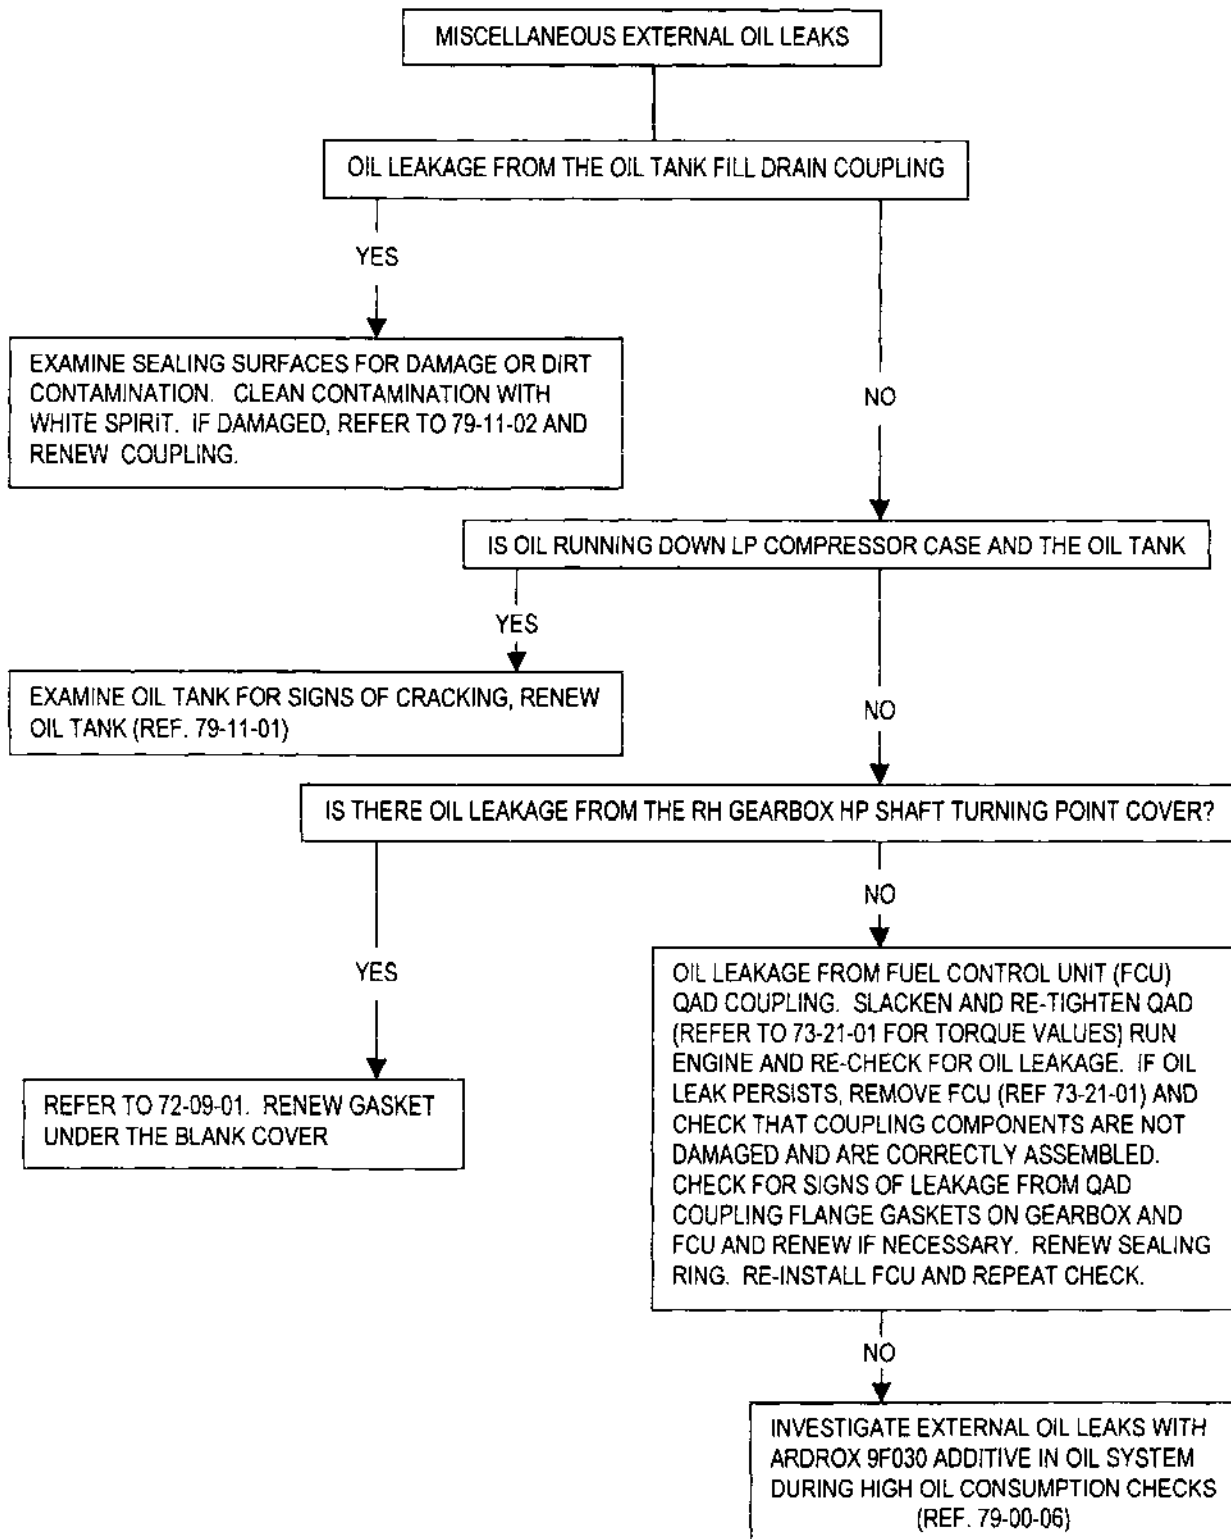 MISCELLANEOUS EXTERNAL OIL LEAKS
OIL LEAKAGE FROM THE OIL TANK FILL DRAIN COUPLING
YES
EXAMINE SEALING SURFACES FOR DAMAGE OR DIRT
CONTAMINATION. CLEAN CONTAMINATION WITH
WHITE SPIRIT. IF DAMAGED, REFER TO 79-11-02 AND
RENEW COUPLING.
NO
IS OIL RUNNING DOWN LP COMPRESSOR CASE AND THE OIL TANK
YES
EXAMINE OIL TANK FOR SIGNS OF CRACKING, RENEW
OIL TANK (REF. 79-11-01)
NO
IS THERE OIL LEAKAGE FROM THE RH GEARBOX HP SHAFT TURNING POINT COVER?
YES
REFER TO 72-09-01. RENEW GASKET
UNDER THE BLANK COVER
NO
OIL LEAKAGE FROM FUEL CONTROL UNIT (FCU)
QAD COUPLING. SLACKEN AND RE-TIGHTEN QAD
(REFER TO 73-21-01 FOR TORQUE VALUES) RUN
ENGINE AND RE-CHECK FOR OIL LEAKAGE. IF OIL
LEAK PERSISTS, REMOVE FCU (REF 73-21-01) AND
CHECK THAT COUPLING COMPONENTS ARE NOT
DAMAGED AND ARE CORRECTLY ASSEMBLED.
CHECK FOR SIGNS OF LEAKAGE FROM QAD
COUPLING FLANGE GASKETS ON GEARBOX AND
FCU AND RENEW IF NECESSARY. RENEW SEALING
RING. RE-INSTALL FCU AND REPEAT CHECK.
NO
INVESTIGATE EXTERNAL OIL LEAKS WITH
ARDROX 9F030 ADDITIVE IN OIL SYSTEM
DURING HIGH OIL CONSUMPTION CHECKS
(REF. 79-00-06)